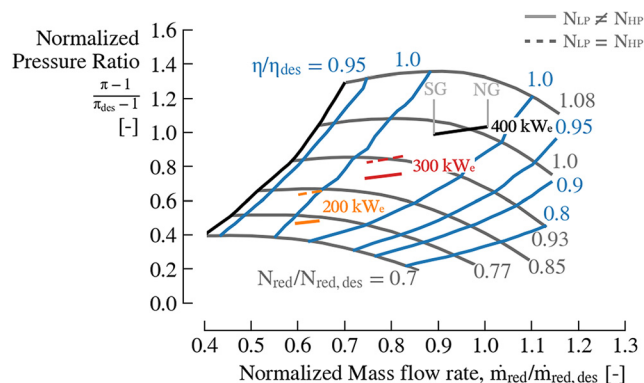 N_LP ≠ N_HP
N_LP = N_HP
Normalized
Pressure Ratio
π − 1
π_des − 1
[-]
η/η_des = 0.95
1.0
1.0
0.95
0.9
0.8
SG
NG
400 kW_e
300 kW_e
200 kW_e
1.08
1.0
0.93
0.85
0.77
N_red/N_red, des = 0.7
1.6
1.4
1.2
1.0
0.8
0.6
0.4
0.2
0.0
0.4 0.5 0.6 0.7 0.8 0.9 1.0 1.1 1.2 1.3
Normalized Mass flow rate, ṁ_red/ṁ_red, des [-]